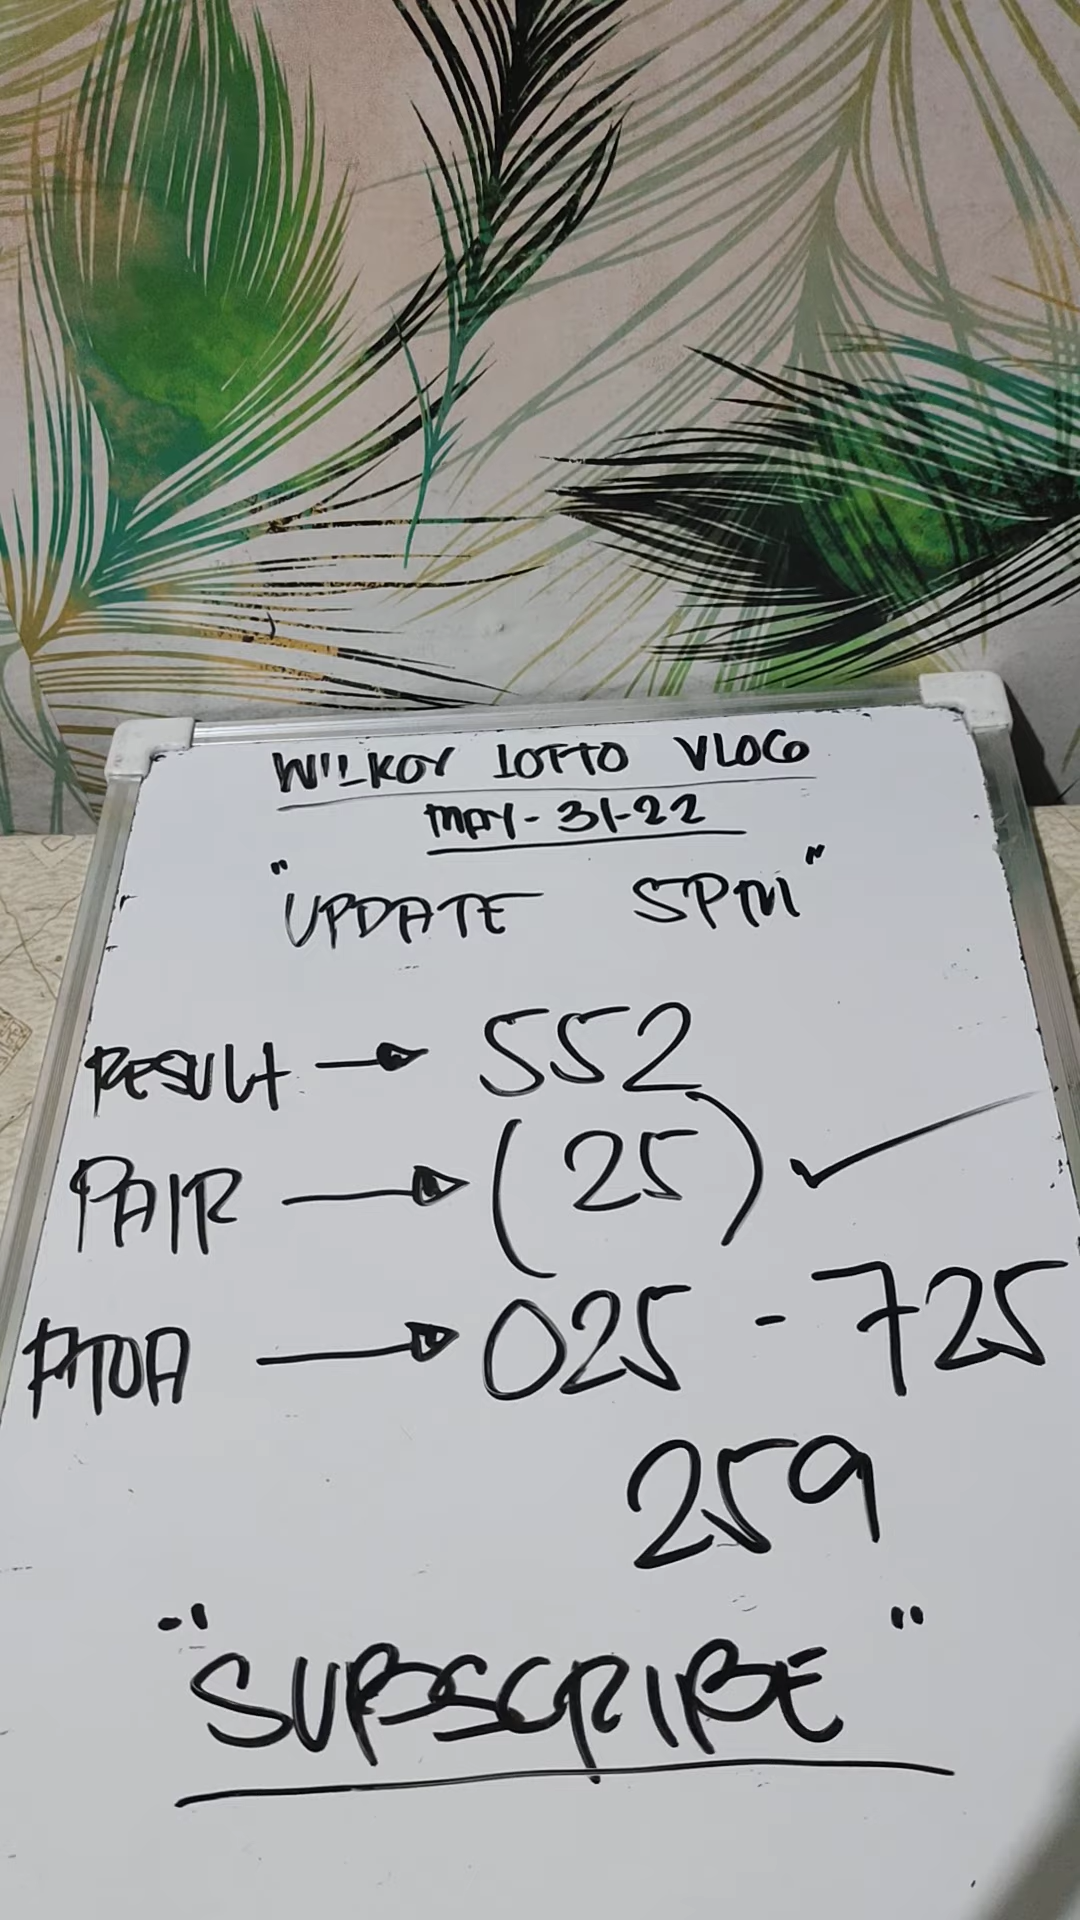 WILKOY LOTTO VLOG
MAY-31-22
"UPDATE 5PM"
RESULT → 552
PAIR → (25) ✓
ATOA → 025 - 725
259
"SUBSCRIBE"